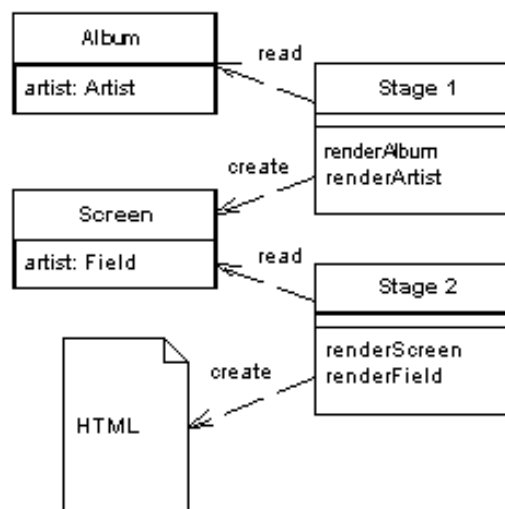 Album
artist: Artist
read
Stage 1
renderAlbum
renderArtist
create
Screen
artist: Field
read
Stage 2
renderScreen
renderField
create
HTML